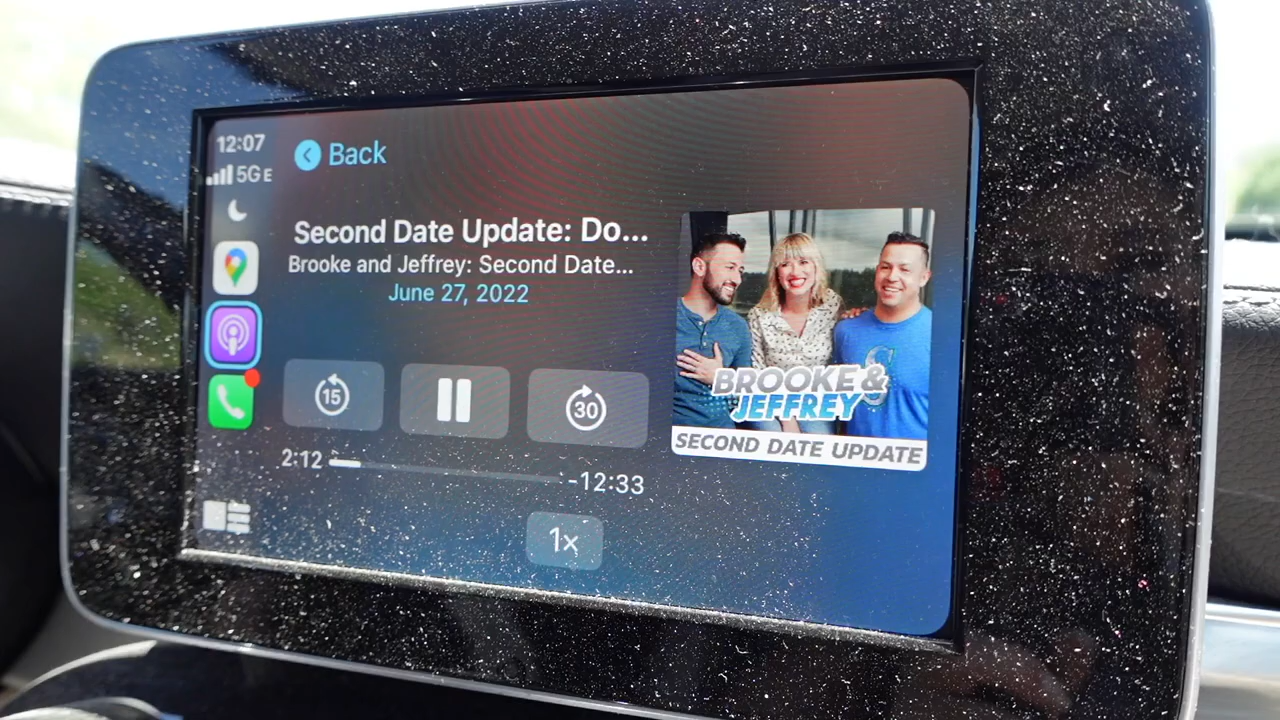 12:07
5G E
Back
Second Date Update: Do...
Brooke and Jeffrey: Second Date...
June 27, 2022
15
30
2:12
-12:33
1x
BROOKE &
JEFFREY
SECOND DATE UPDATE